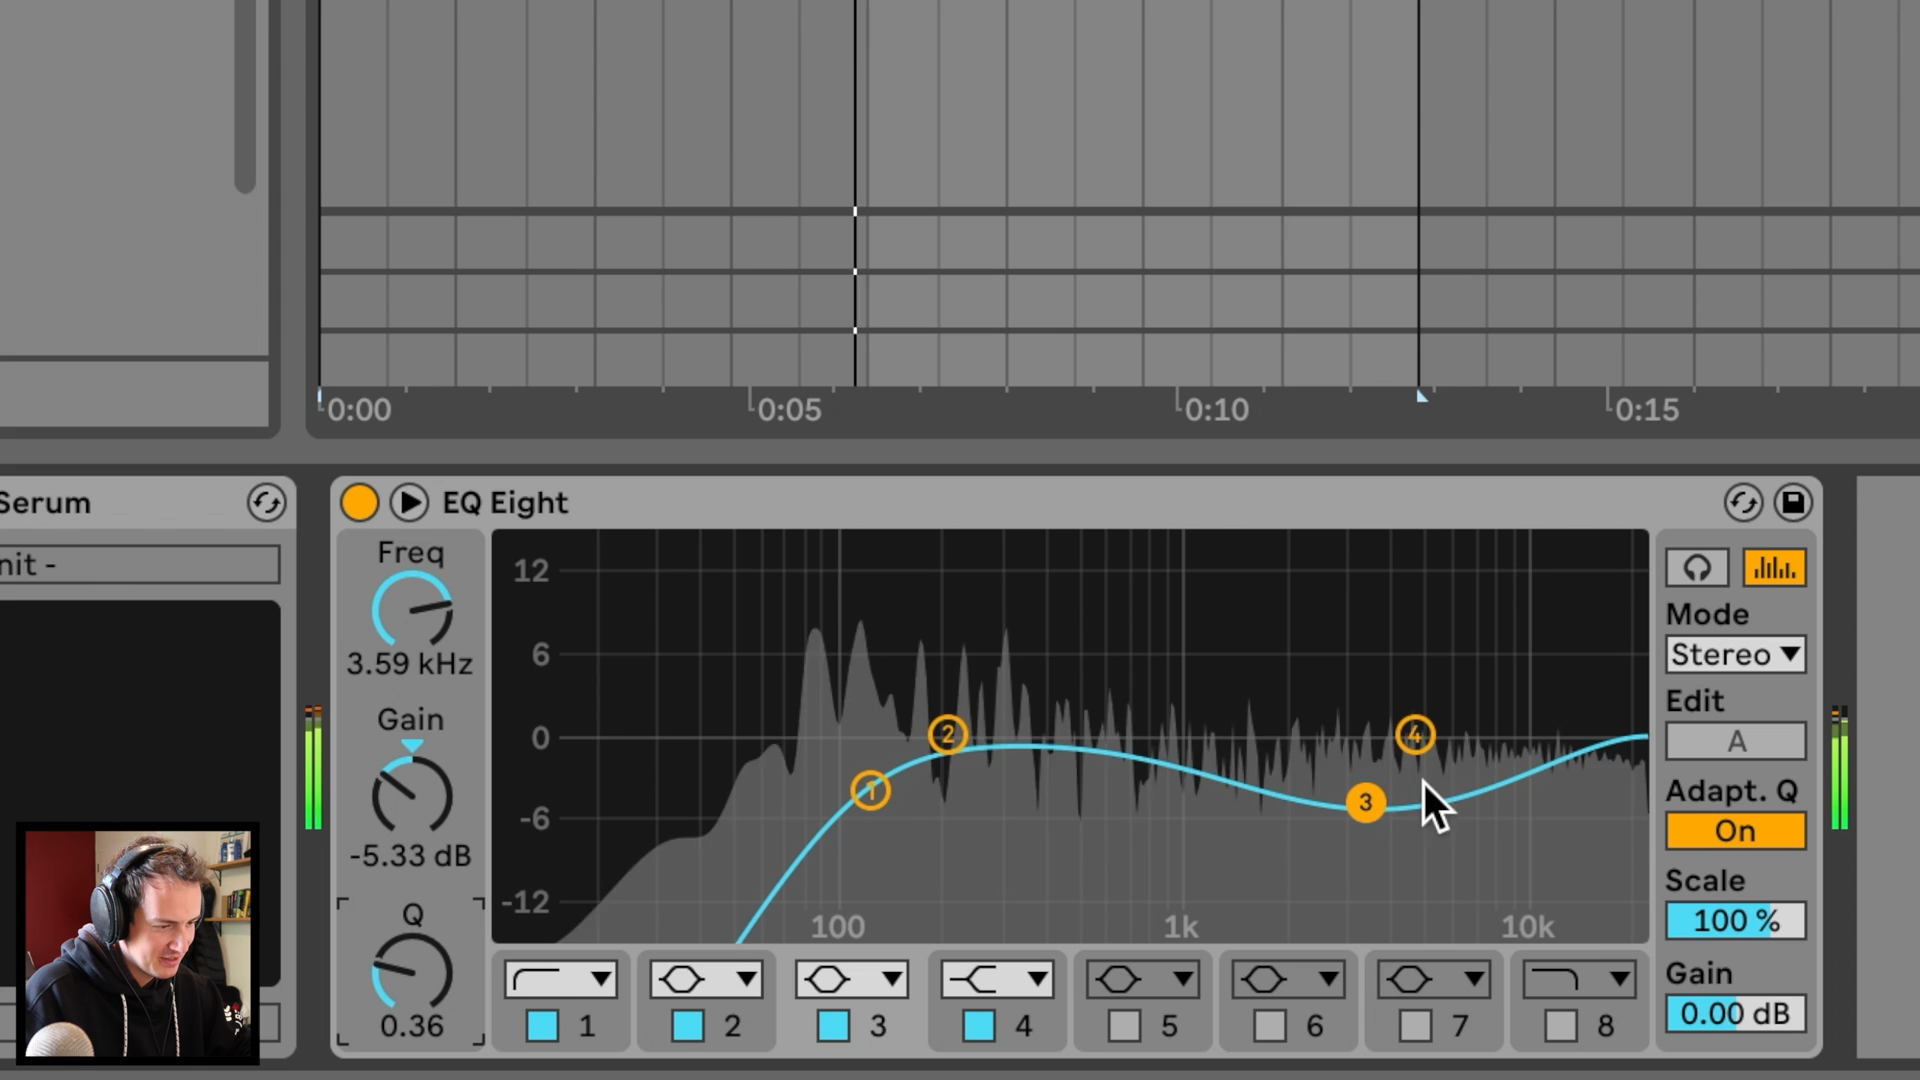 0:00
0:05
0:10
0:15
Serum
nit -
EQ Eight
Freq
3.59 kHz
Gain
-5.33 dB
Q
0.36
12
6
0
-6
-12
100
1k
10k
1
2
3
4
1
2
3
4
5
6
7
8
Mode
Stereo
Edit
A
Adapt. Q
On
Scale
100 %
Gain
0.00 dB